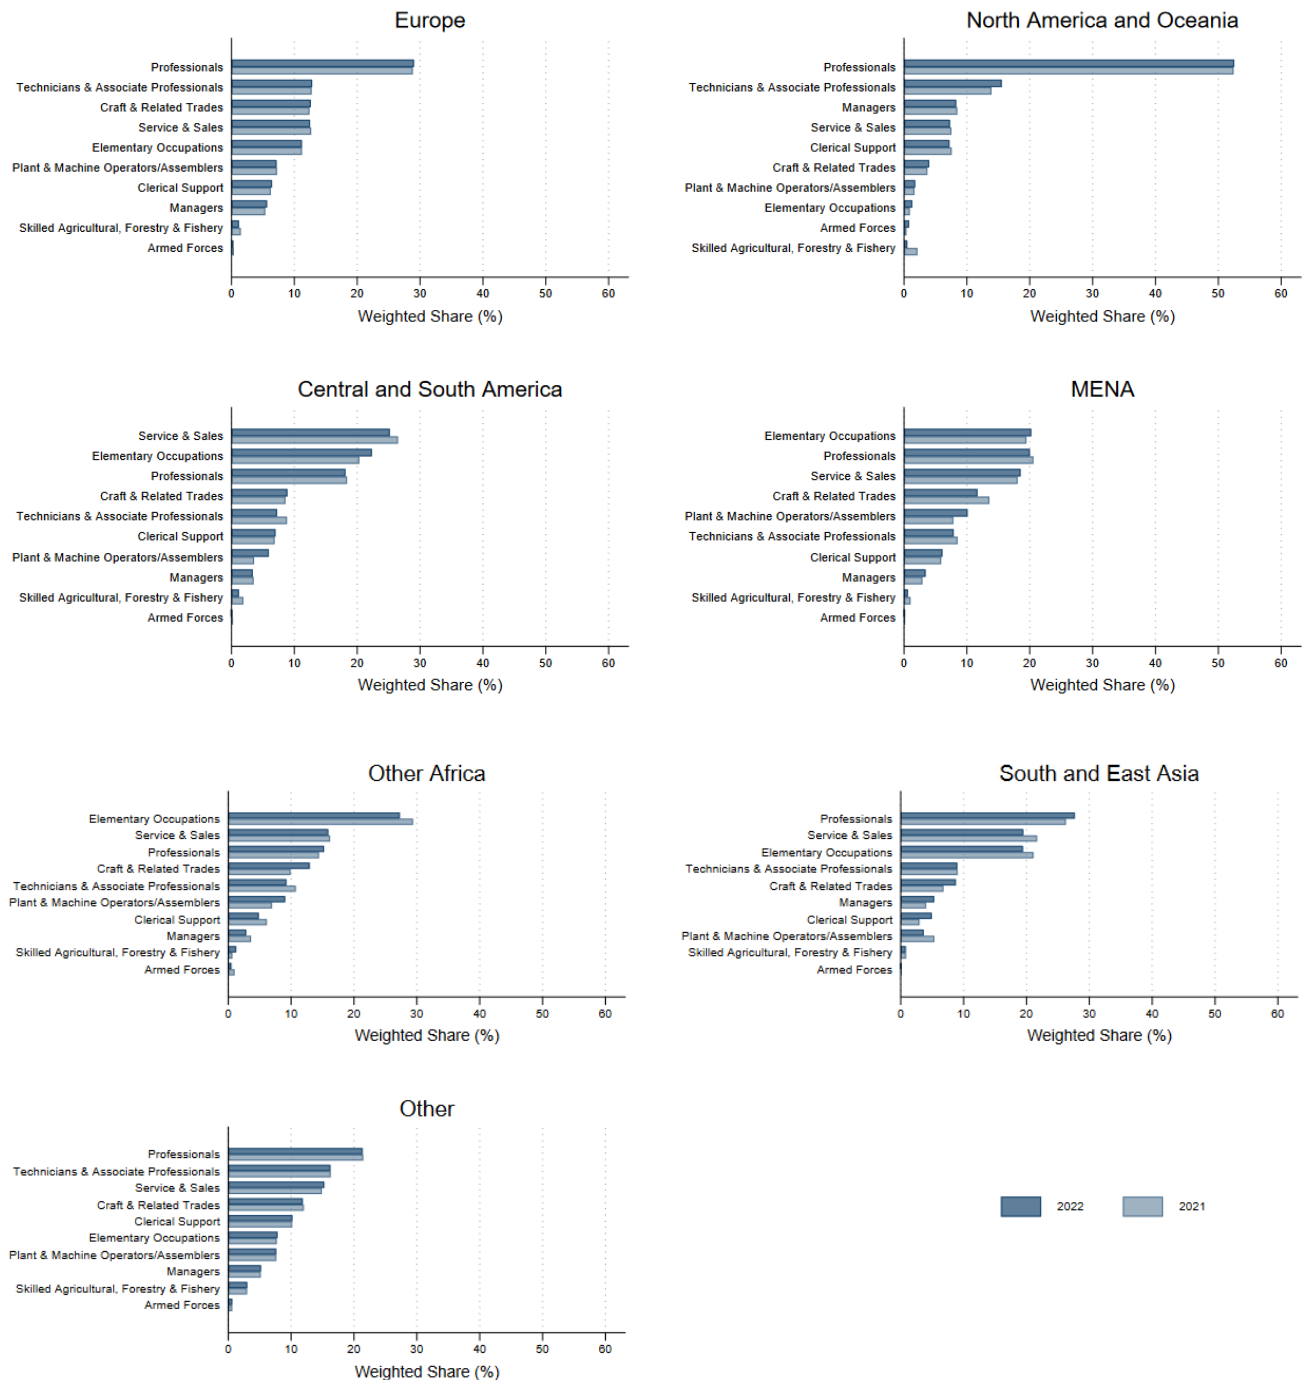 Europe
Professionals
Technicians & Associate Professionals
Craft & Related Trades
Service & Sales
Elementary Occupations
Plant & Machine Operators/Assemblers
Clerical Support
Managers
Skilled Agricultural, Forestry & Fishery
Armed Forces
0 10 20 30 40 50 60
Weighted Share (%)
North America and Oceania
Professionals
Technicians & Associate Professionals
Managers
Service & Sales
Clerical Support
Craft & Related Trades
Plant & Machine Operators/Assemblers
Elementary Occupations
Armed Forces
Skilled Agricultural, Forestry & Fishery
0 10 20 30 40 50 60
Weighted Share (%)
Central and South America
Service & Sales
Elementary Occupations
Professionals
Craft & Related Trades
Technicians & Associate Professionals
Clerical Support
Plant & Machine Operators/Assemblers
Managers
Skilled Agricultural, Forestry & Fishery
Armed Forces
0 10 20 30 40 50 60
Weighted Share (%)
MENA
Elementary Occupations
Professionals
Service & Sales
Craft & Related Trades
Plant & Machine Operators/Assemblers
Technicians & Associate Professionals
Clerical Support
Managers
Skilled Agricultural, Forestry & Fishery
Armed Forces
0 10 20 30 40 50 60
Weighted Share (%)
Other Africa
Elementary Occupations
Service & Sales
Professionals
Craft & Related Trades
Technicians & Associate Professionals
Plant & Machine Operators/Assemblers
Clerical Support
Managers
Skilled Agricultural, Forestry & Fishery
Armed Forces
0 10 20 30 40 50 60
Weighted Share (%)
South and East Asia
Professionals
Service & Sales
Elementary Occupations
Technicians & Associate Professionals
Craft & Related Trades
Managers
Clerical Support
Plant & Machine Operators/Assemblers
Skilled Agricultural, Forestry & Fishery
Armed Forces
0 10 20 30 40 50 60
Weighted Share (%)
Other
Professionals
Technicians & Associate Professionals
Service & Sales
Craft & Related Trades
Clerical Support
Elementary Occupations
Plant & Machine Operators/Assemblers
Managers
Skilled Agricultural, Forestry & Fishery
Armed Forces
0 10 20 30 40 50 60
Weighted Share (%)
2022 2021